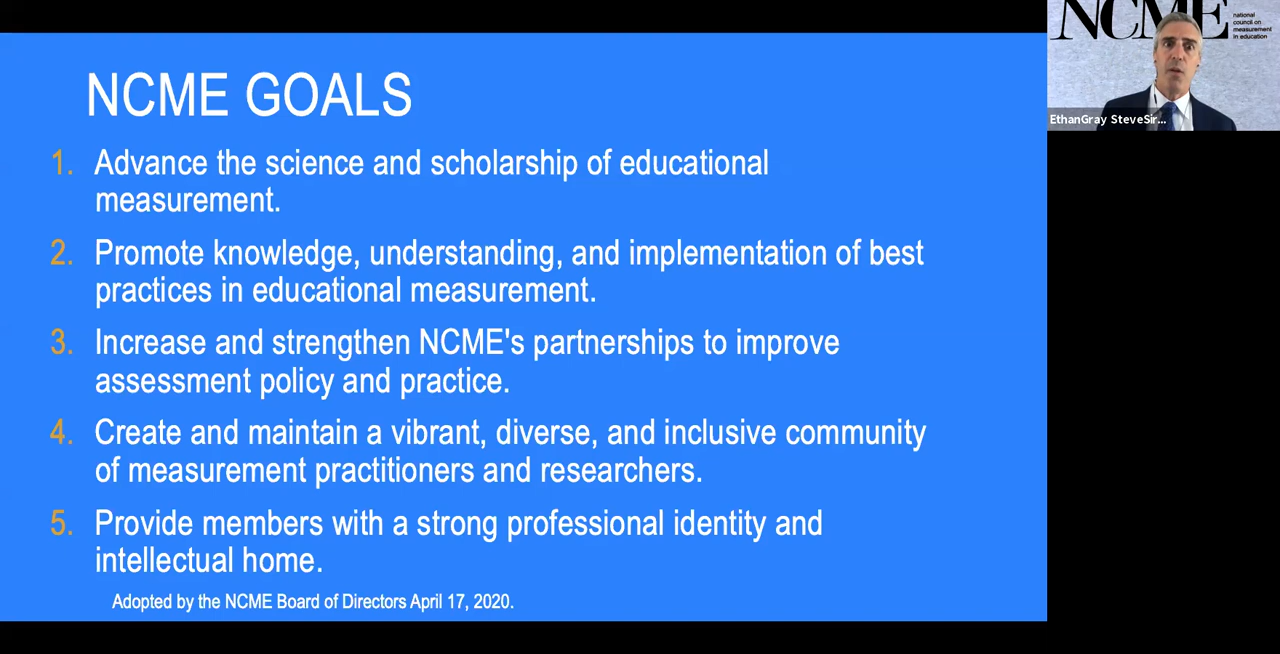 NCME GOALS
1. Advance the science and scholarship of educational
measurement.
2. Promote knowledge, understanding, and implementation of best
practices in educational measurement.
3. Increase and strengthen NCME's partnerships to improve
assessment policy and practice.
4. Create and maintain a vibrant, diverse, and inclusive community
of measurement practitioners and researchers.
5. Provide members with a strong professional identity and
intellectual home.
Adopted by the NCME Board of Directors April 17, 2020.
NCME
national
council on
measurement
in education
EthanGray SteveSir...